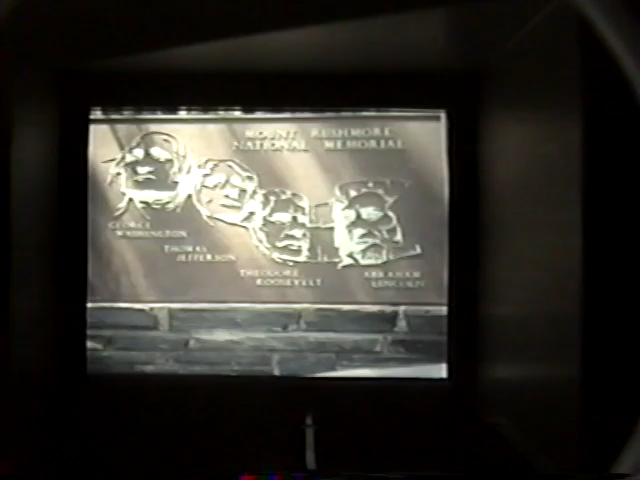 MOUNT RUSHMORE
NATIONAL MEMORIAL
GEORGE
WASHINGTON
THOMAS
JEFFERSON
THEODORE
ROOSEVELT
ABRAHAM
LINCOLN